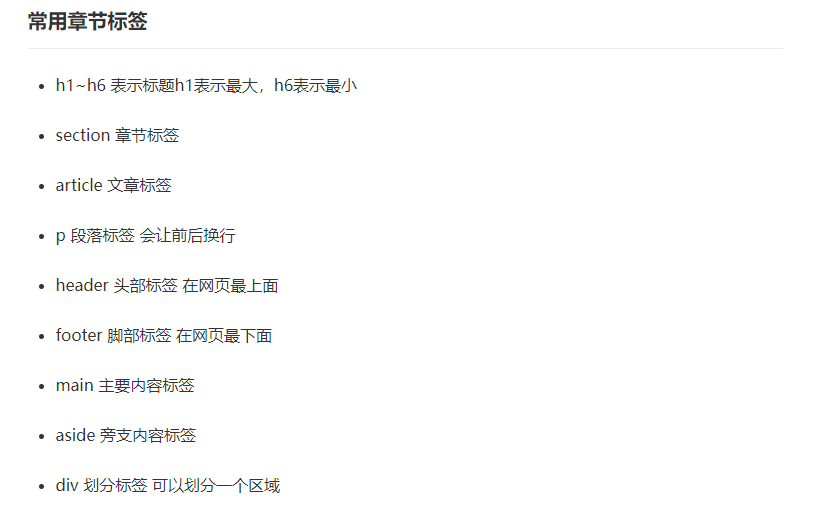 常用章节标签
h1~h6 表示标题h1表示最大，h6表示最小
section 章节标签
article 文章标签
p 段落标签 会让前后换行
header 头部标签 在网页最上面
footer 脚部标签 在网页最下面
main 主要内容标签
aside 旁支内容标签
div 划分标签 可以划分一个区域